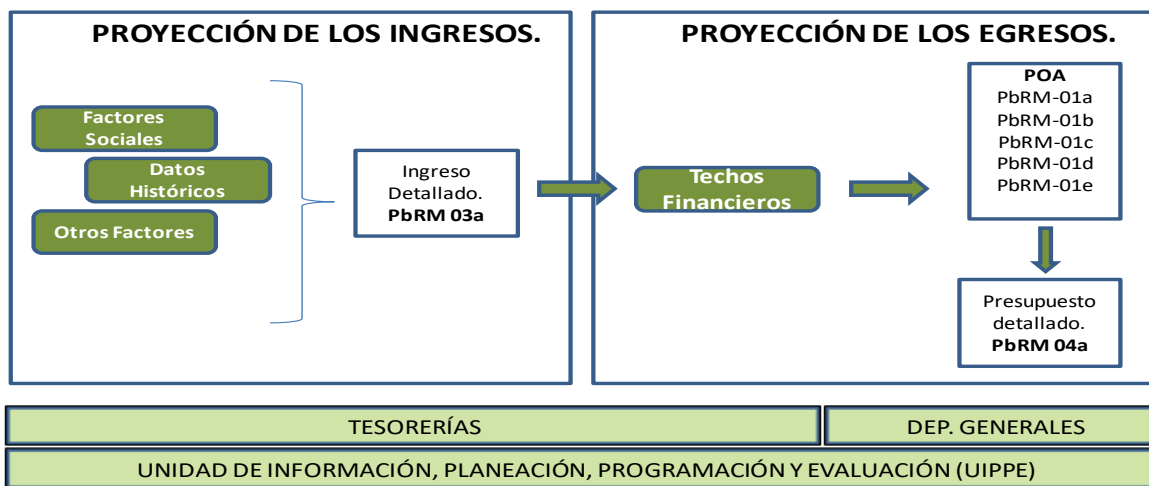 PROYECCIÓN DE LOS INGRESOS.
Factores
Sociales
Datos
Históricos
Otros Factores
Ingreso
Detallado.
PbRM 03a
PROYECCIÓN DE LOS EGRESOS.
Techos
Financieros
POA
PbRM-01a
PbRM-01b
PbRM-01c
PbRM-01d
PbRM-01e
Presupuesto
detallado.
PbRM 04a
TESORERÍAS
DEP. GENERALES
UNIDAD DE INFORMACIÓN, PLANEACIÓN, PROGRAMACIÓN Y EVALUACIÓN (UIPPE)